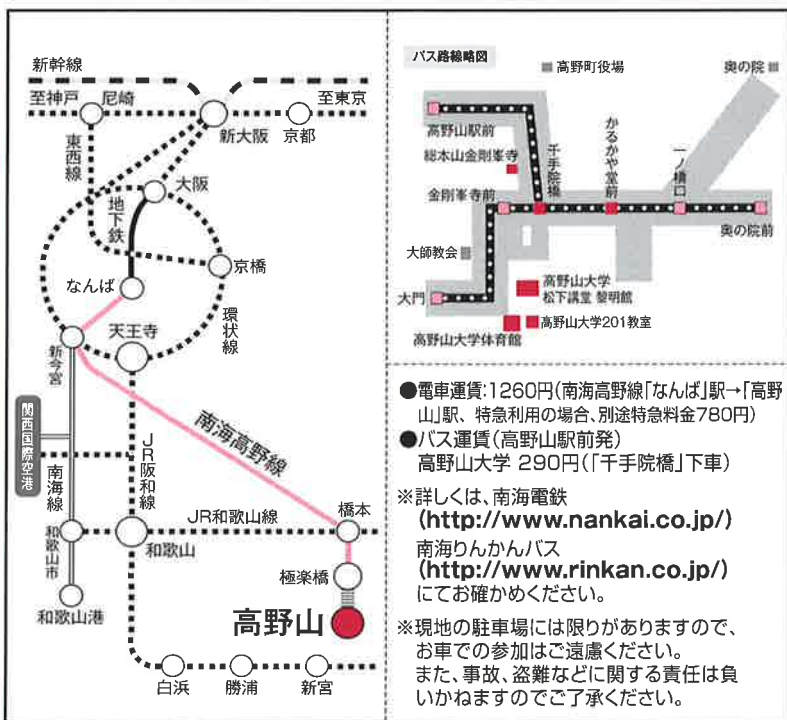 新幹線
至神戸
尼崎
新大阪
京都
至東京
東西線
大阪
地下鉄
京橋
なんば
環状線
天王寺
新今宮
関西国際空港
南海線
JR阪和線
南海高野線
JR和歌山線
橋本
和歌山市
和歌山
極楽橋
和歌山港
高野山
白浜
勝浦
新宮
バス路線略図
高野町役場
奥の院
高野山駅前
総本山金剛峯寺
千手院橋
かるかや堂前
一ノ橋口
金剛峯寺前
奥の院前
大師教会
大門
高野山大学
松下講堂 黎明館
高野山大学201教室
高野山大学体育館
●電車運賃:1260円(南海高野線「なんば」駅→「高野
山」駅、特急利用の場合、別途特急料金780円)
●バス運賃(高野山駅前発)
高野山大学 290円(「千手院橋」下車)
※詳しくは、南海電鉄
(http://www.nankai.co.jp/)
南海りんかんバス
(http://www.rinkan.co.jp/)
にてお確かめください。
※現地の駐車場には限りがありますので、
お車での参加はご遠慮ください。
また、事故、盗難などに関する責任は負
いかねますのでご了承ください。